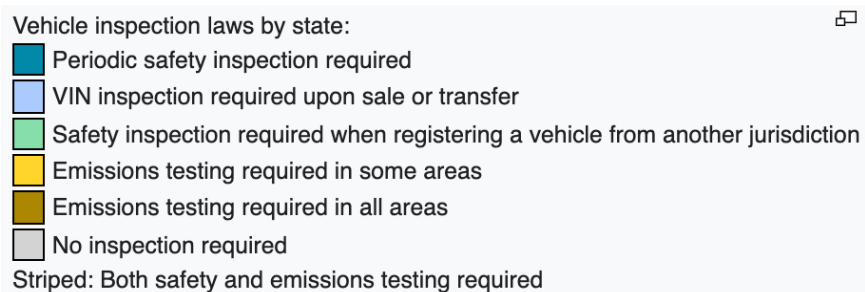 Vehicle inspection laws by state:
Periodic safety inspection required
VIN inspection required upon sale or transfer
Safety inspection required when registering a vehicle from another jurisdiction
Emissions testing required in some areas
Emissions testing required in all areas
No inspection required
Striped: Both safety and emissions testing required